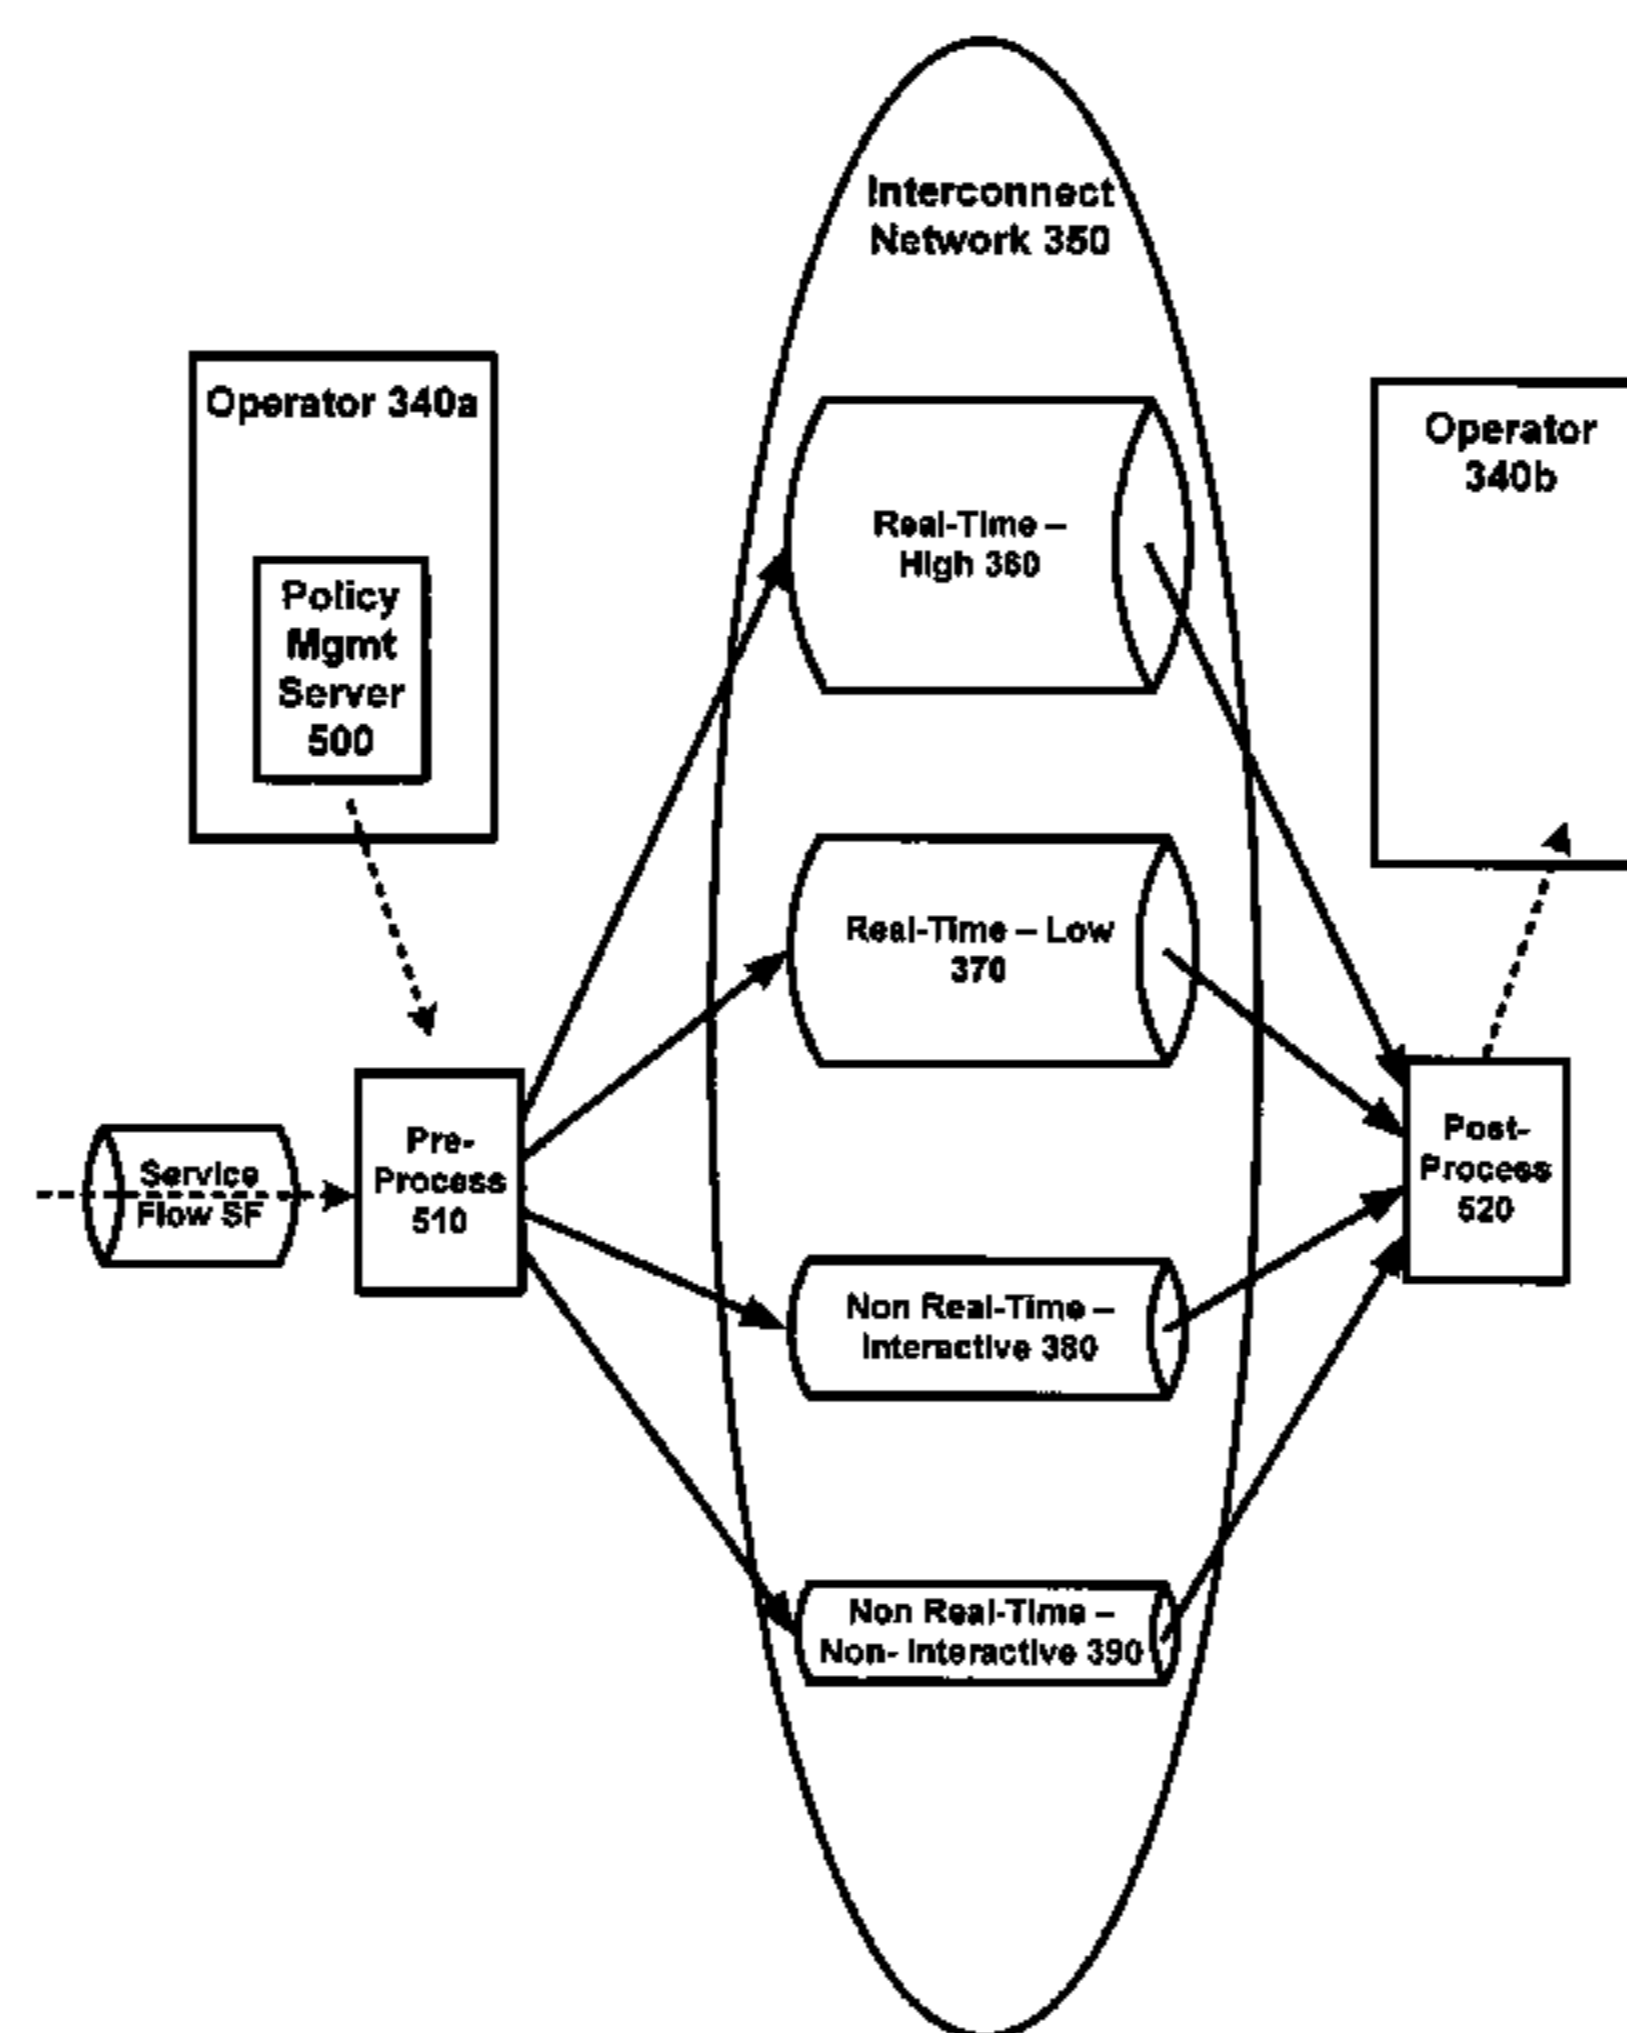 Interconnect
Network 350
Operator 340a
Policy
Mgmt
Server
500
Operator
340b
Real-Time –
High 360
Real-Time – Low
370
Service
Flow SF
Pre-
Process
510
Post-
Process
520
Non Real-Time –
Interactive 380
Non Real-Time –
Non- Interactive 390